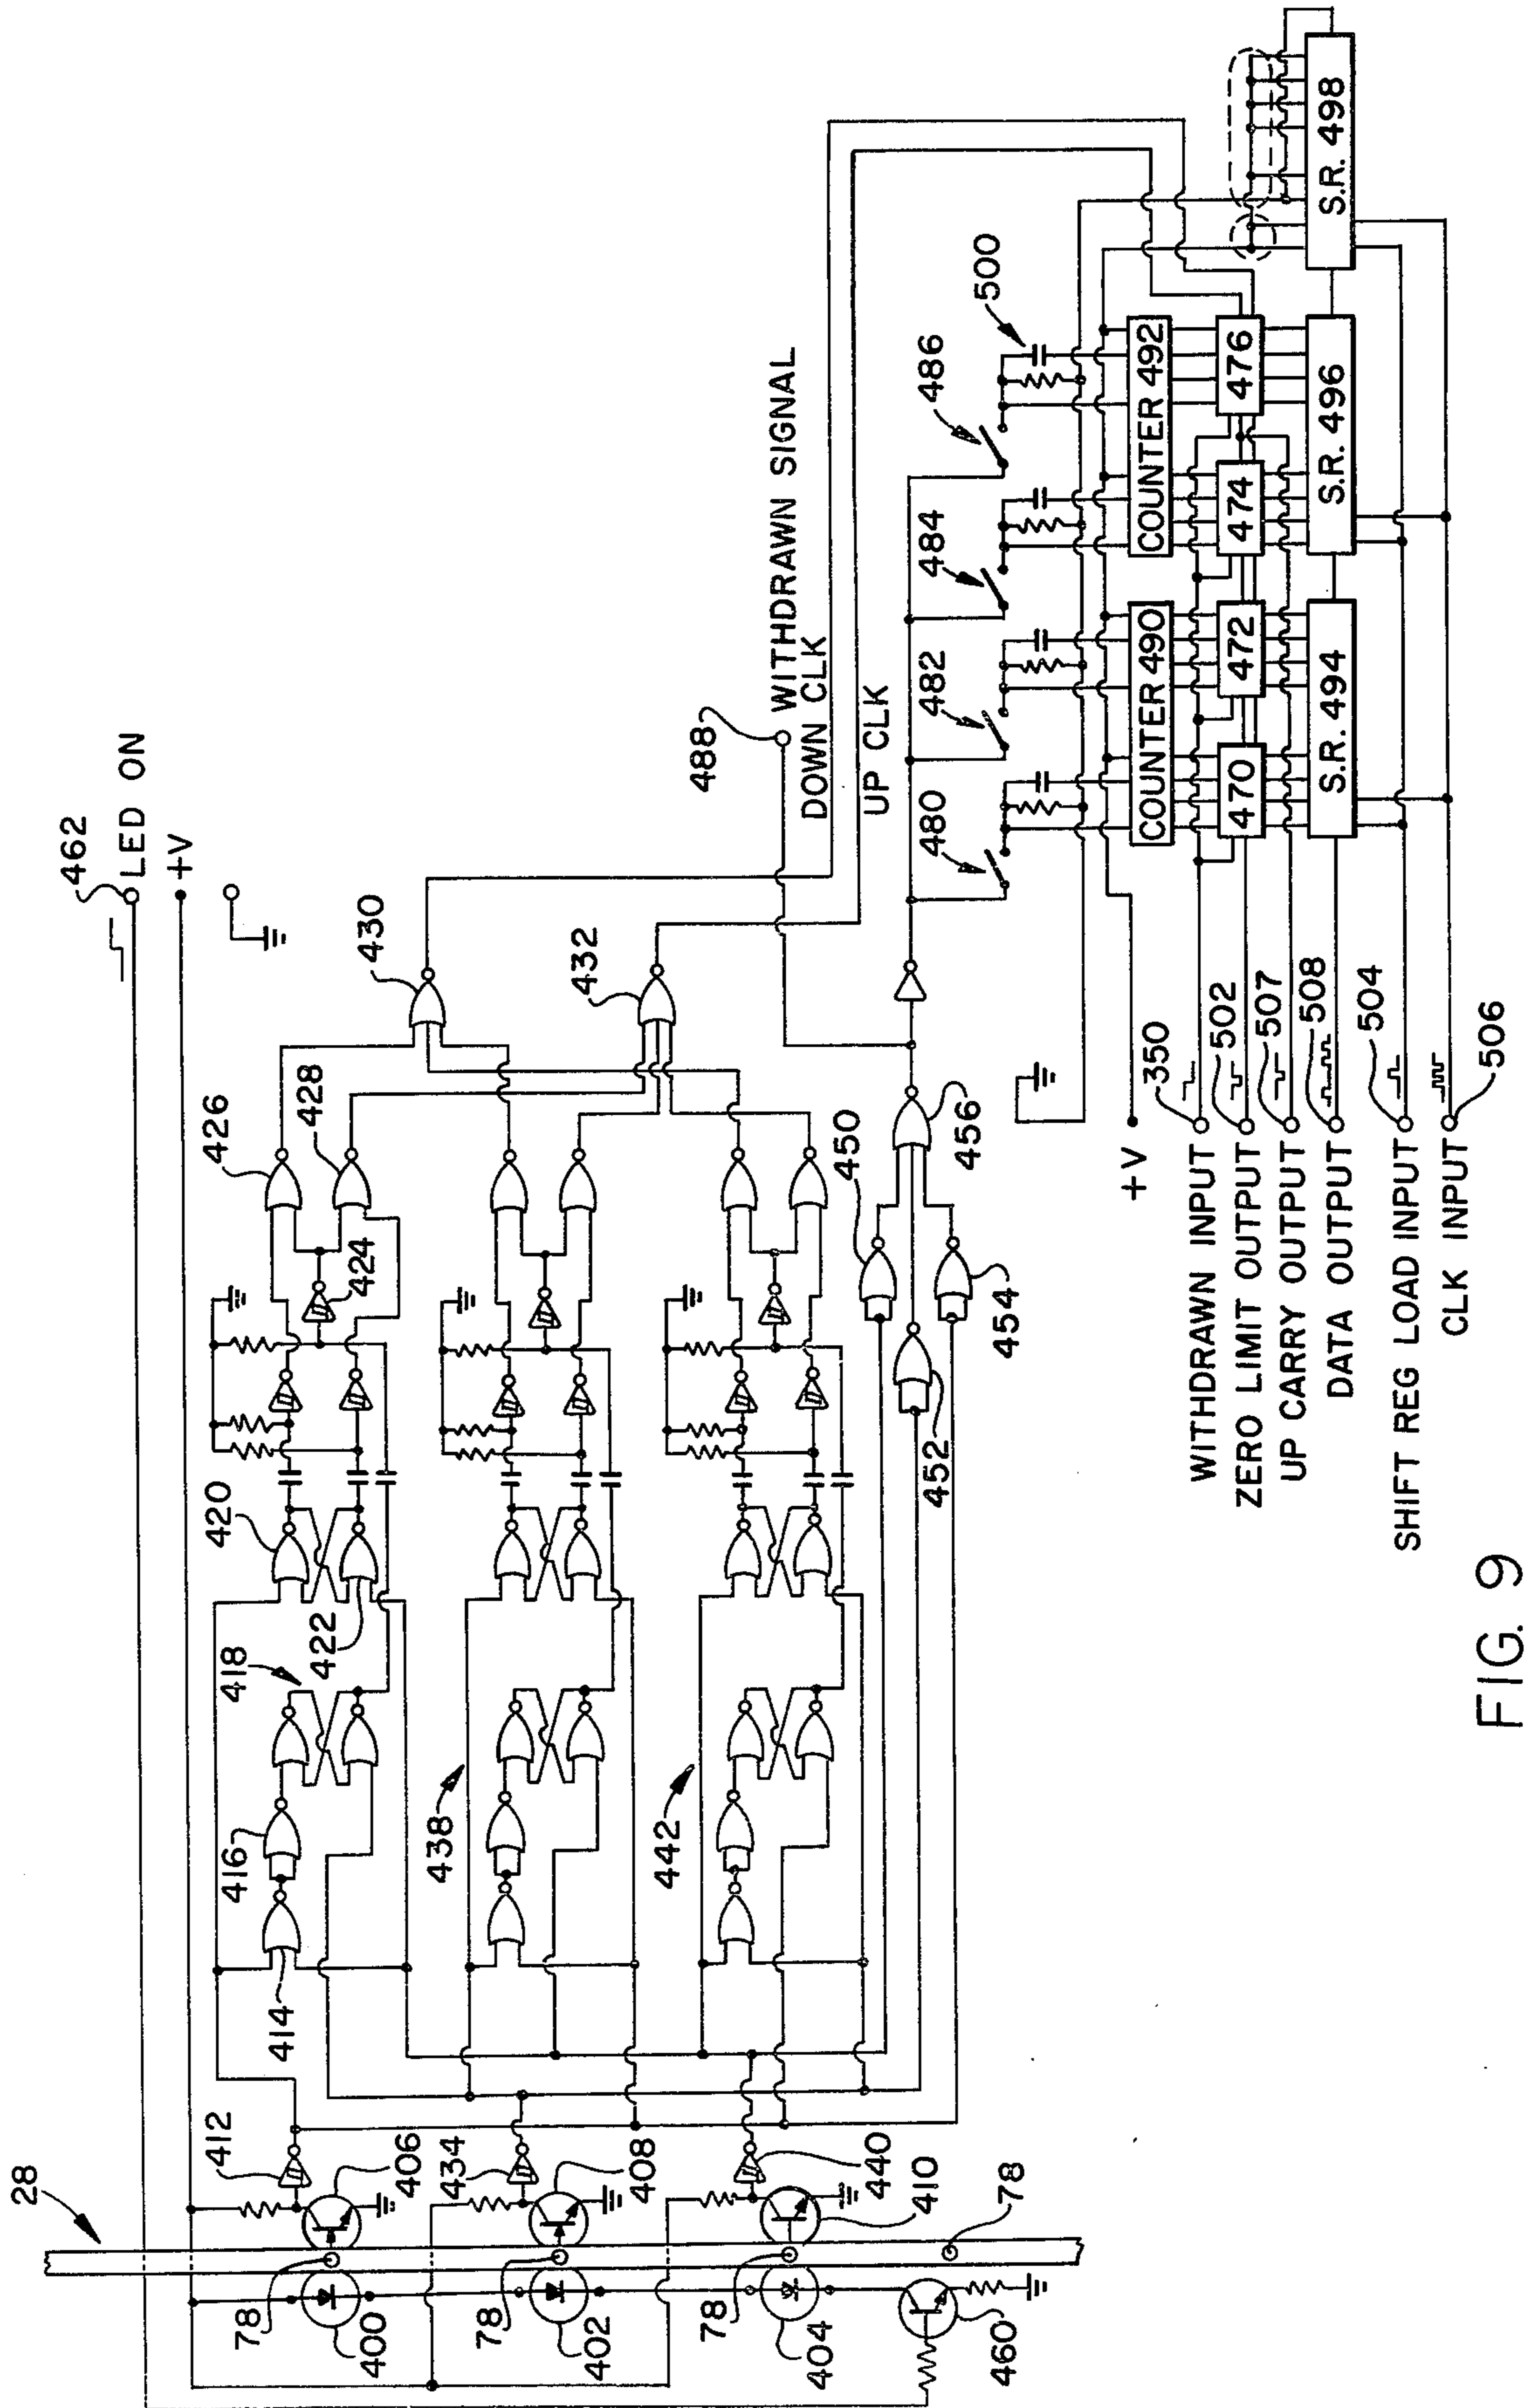 28
462
LED ON
+V
412
406
414
416
418
420
422
424
426
428
430
432
78
400
434
408
438
78
402
440
410
442
78
404
78
460
450
452
454
456
488
WITHDRAWN SIGNAL
DOWN CLK
UP CLK
480
482
484
486
500
COUNTER 490
COUNTER 492
470
472
474
476
S.R. 494
S.R. 496
S.R. 498
+V
WITHDRAWN INPUT
350
ZERO LIMIT OUTPUT
502
UP CARRY OUTPUT
507
DATA OUTPUT
508
SHIFT REG LOAD INPUT
504
CLK INPUT
506
FIG. 9